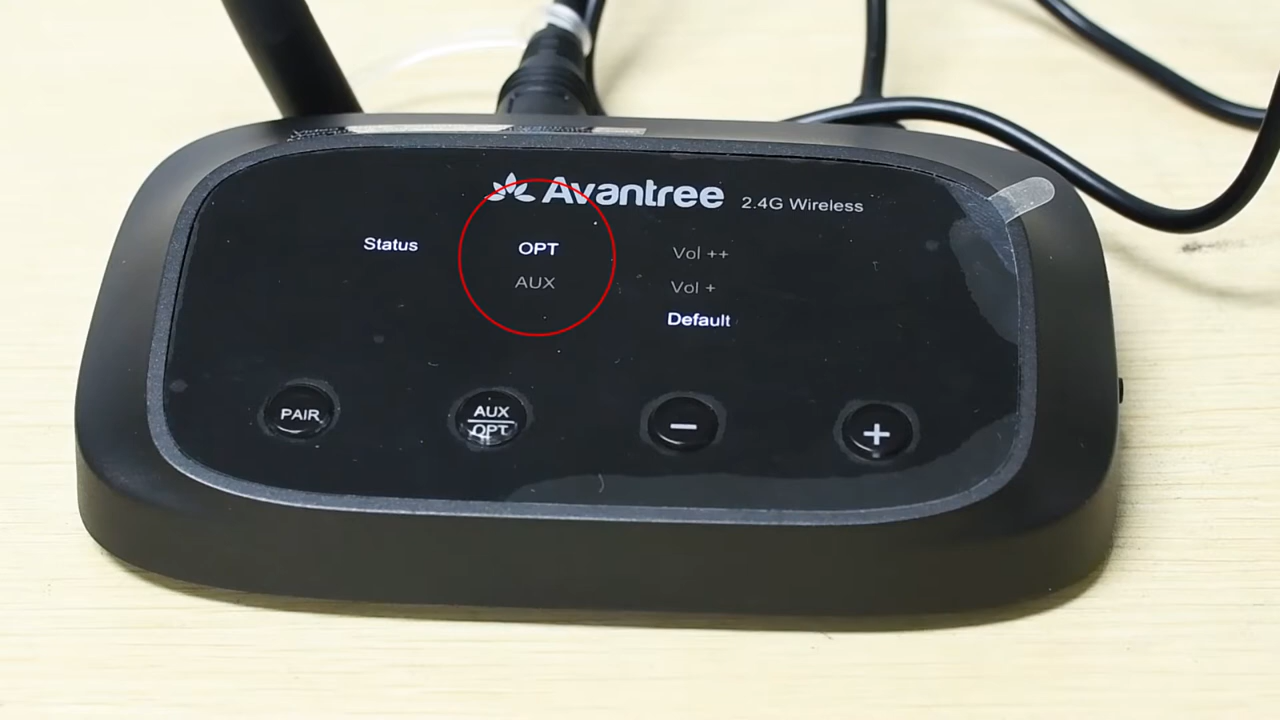 Avantree 2.4G Wireless
Status OPT Vol ++
AUX Vol +
Default
PAIR AUX OPT − +